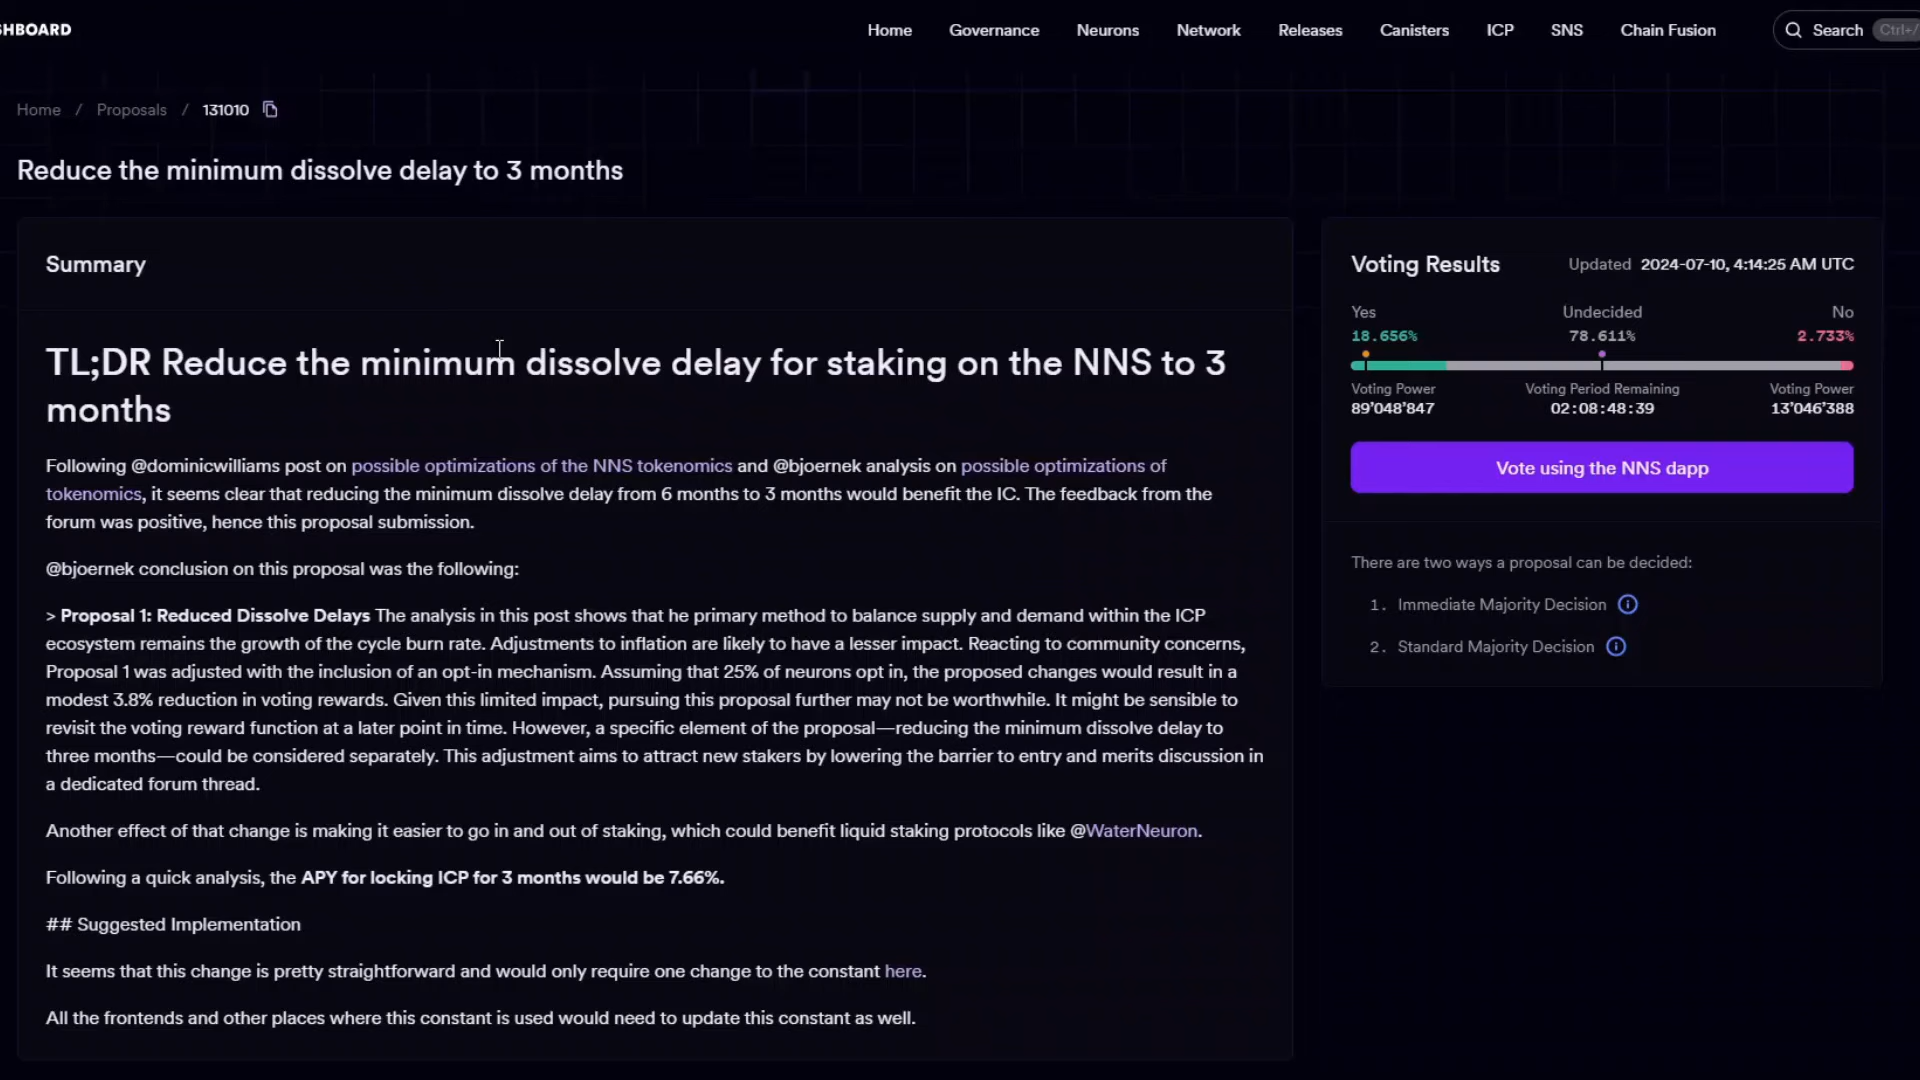 SHBOARD
Home Governance Neurons Network Releases Canisters ICP SNS Chain Fusion Search Ctrl+/
Home / Proposals / 131010
Reduce the minimum dissolve delay to 3 months
Summary
TL;DR Reduce the minimum dissolve delay for staking on the NNS to 3
months
Following @dominicwilliams post on possible optimizations of the NNS tokenomics and @bjoernek analysis on possible optimizations of
tokenomics, it seems clear that reducing the minimum dissolve delay from 6 months to 3 months would benefit the IC. The feedback from the
forum was positive, hence this proposal submission.
@bjoernek conclusion on this proposal was the following:
> Proposal 1: Reduced Dissolve Delays The analysis in this post shows that he primary method to balance supply and demand within the ICP
ecosystem remains the growth of the cycle burn rate. Adjustments to inflation are likely to have a lesser impact. Reacting to community concerns,
Proposal 1 was adjusted with the inclusion of an opt-in mechanism. Assuming that 25% of neurons opt in, the proposed changes would result in a
modest 3.8% reduction in voting rewards. Given this limited impact, pursuing this proposal further may not be worthwhile. It might be sensible to
revisit the voting reward function at a later point in time. However, a specific element of the proposal—reducing the minimum dissolve delay to
three months—could be considered separately. This adjustment aims to attract new stakers by lowering the barrier to entry and merits discussion in
a dedicated forum thread.
Another effect of that change is making it easier to go in and out of staking, which could benefit liquid staking protocols like @WaterNeuron.
Following a quick analysis, the APY for locking ICP for 3 months would be 7.66%.
## Suggested Implementation
It seems that this change is pretty straightforward and would only require one change to the constant here.
All the frontends and other places where this constant is used would need to update this constant as well.
Voting Results Updated 2024-07-10, 4:14:25 AM UTC
Yes Undecided No
18.656% 78.611% 2.733%
Voting Power Voting Period Remaining Voting Power
89'048'847 02:08:48:39 13'046'388
Vote using the NNS dapp
There are two ways a proposal can be decided:
1. Immediate Majority Decision
2. Standard Majority Decision